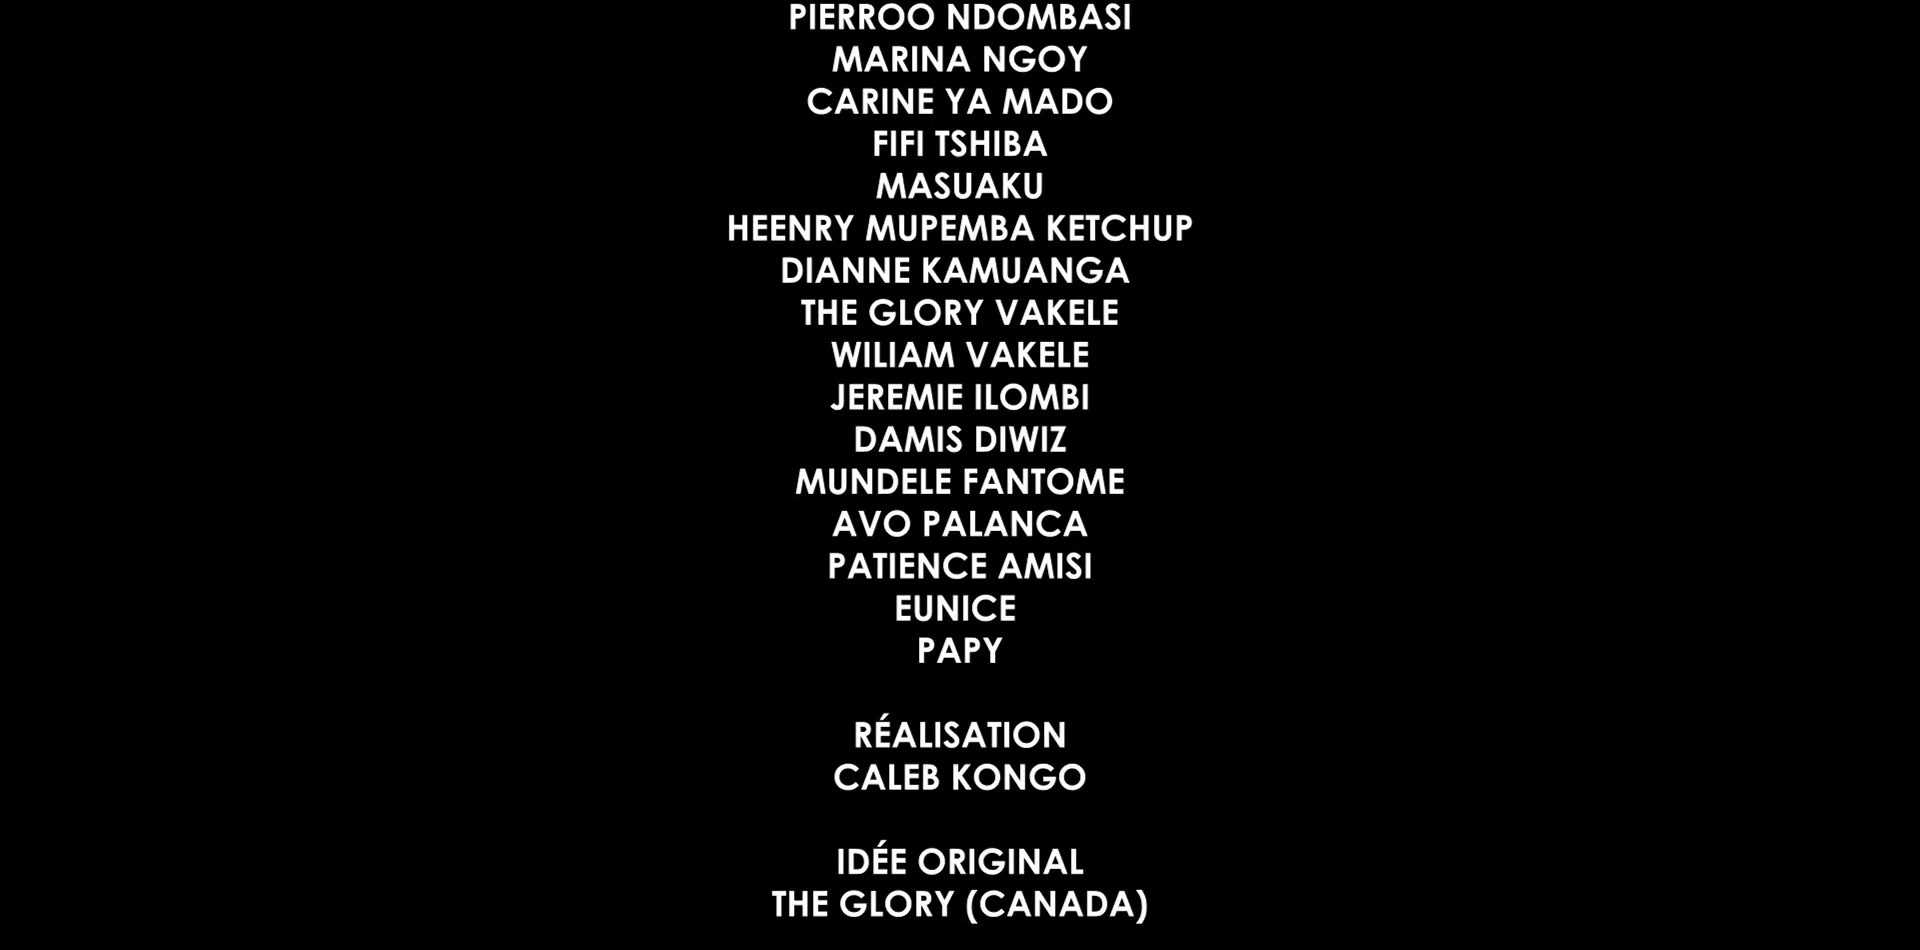 PIERROO NDOMBASI
MARINA NGOY
CARINE YA MADO
FIFI TSHIBA
MASUAKU
HEENRY MUPEMBA KETCHUP
DIANNE KAMUANGA
THE GLORY VAKELE
WILIAM VAKELE
JEREMIE ILOMBI
DAMIS DIWIZ
MUNDELE FANTOME
AVO PALANCA
PATIENCE AMISI
EUNICE
PAPY
RÉALISATION
CALEB KONGO
IDÉE ORIGINAL
THE GLORY (CANADA)